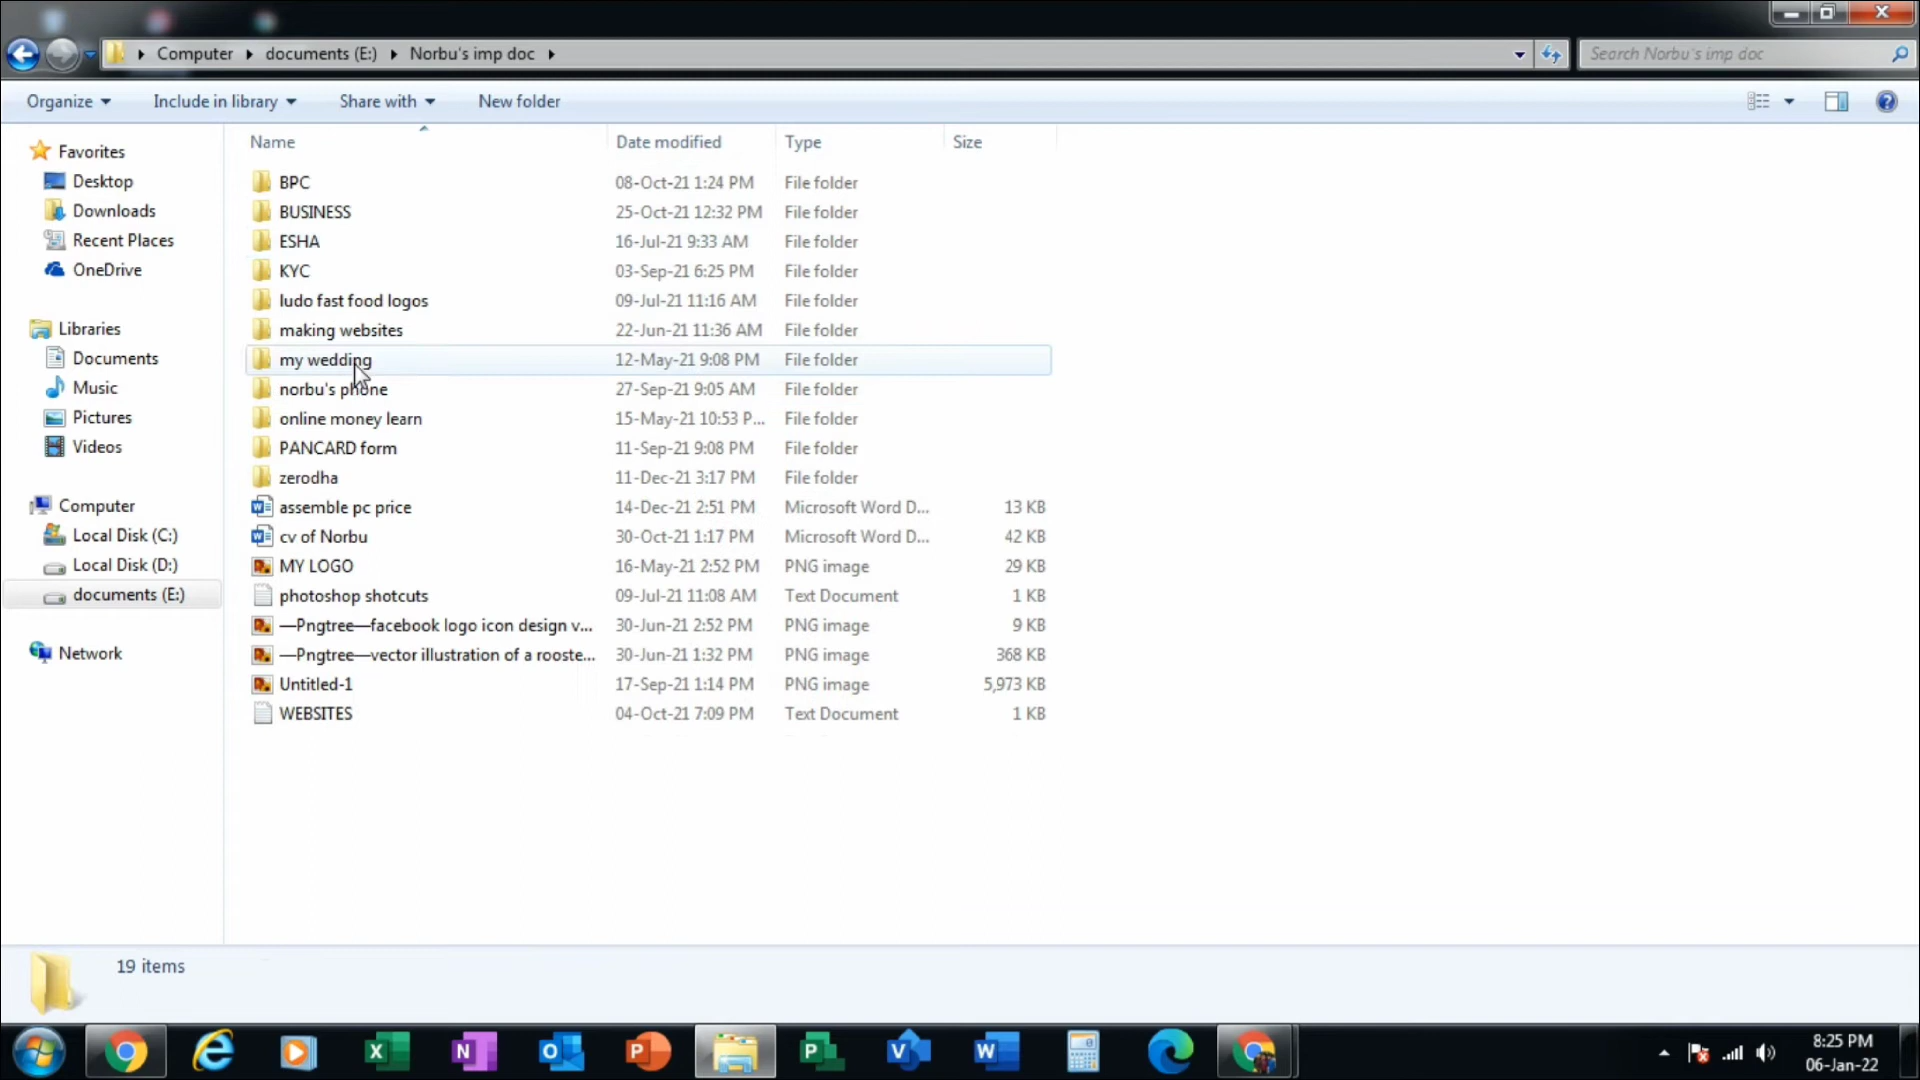 Computer documents (E:) Norbu's imp doc
Search Norbu's imp doc
Organize Include in library Share with New folder
Favorites
Desktop
Downloads
Recent Places
OneDrive
Libraries
Documents
Music
Pictures
Videos
Computer
Local Disk (C:)
Local Disk (D:)
documents (E:)
Network
Name Date modified Type Size
BPC 08-Oct-21 1:24 PM File folder
BUSINESS 25-Oct-21 12:32 PM File folder
ESHA 16-Jul-21 9:33 AM File folder
KYC 03-Sep-21 6:25 PM File folder
ludo fast food logos 09-Jul-21 11:16 AM File folder
making websites 22-Jun-21 11:36 AM File folder
my wedding 12-May-21 9:08 PM File folder
norbu's phone 27-Sep-21 9:05 AM File folder
online money learn 15-May-21 10:53 P... File folder
PANCARD form 11-Sep-21 9:08 PM File folder
zerodha 11-Dec-21 3:17 PM File folder
assemble pc price 14-Dec-21 2:51 PM Microsoft Word D... 13 KB
cv of Norbu 30-Oct-21 1:17 PM Microsoft Word D... 42 KB
MY LOGO 16-May-21 2:52 PM PNG image 29 KB
photoshop shotcuts 09-Jul-21 11:08 AM Text Document 1 KB
—Pngtree—facebook logo icon design v... 30-Jun-21 2:52 PM PNG image 9 KB
—Pngtree—vector illustration of a rooste... 30-Jun-21 1:32 PM PNG image 368 KB
Untitled-1 17-Sep-21 1:14 PM PNG image 5,973 KB
WEBSITES 04-Oct-21 7:09 PM Text Document 1 KB
19 items
8:25 PM
06-Jan-22